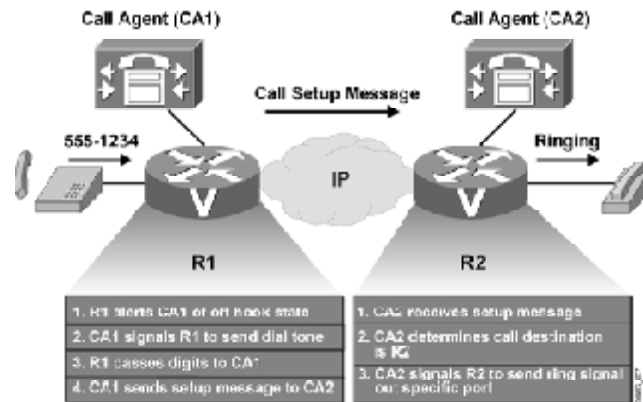 Call Agent (CA1)
Call Agent (CA2)
Call Setup Message
555-1234
Ringing
IP
V
V
R1
R2
1. R1 alerts CA1 of off hook state
2. CA1 signals R1 to send dial tone
3. R1 passes digits to CA1
4. CA1 sends setup message to CA2
1. CA2 receives setup message
2. CA2 determines call destination
is R2
3. CA2 signals R2 to send ring signal
out specific port